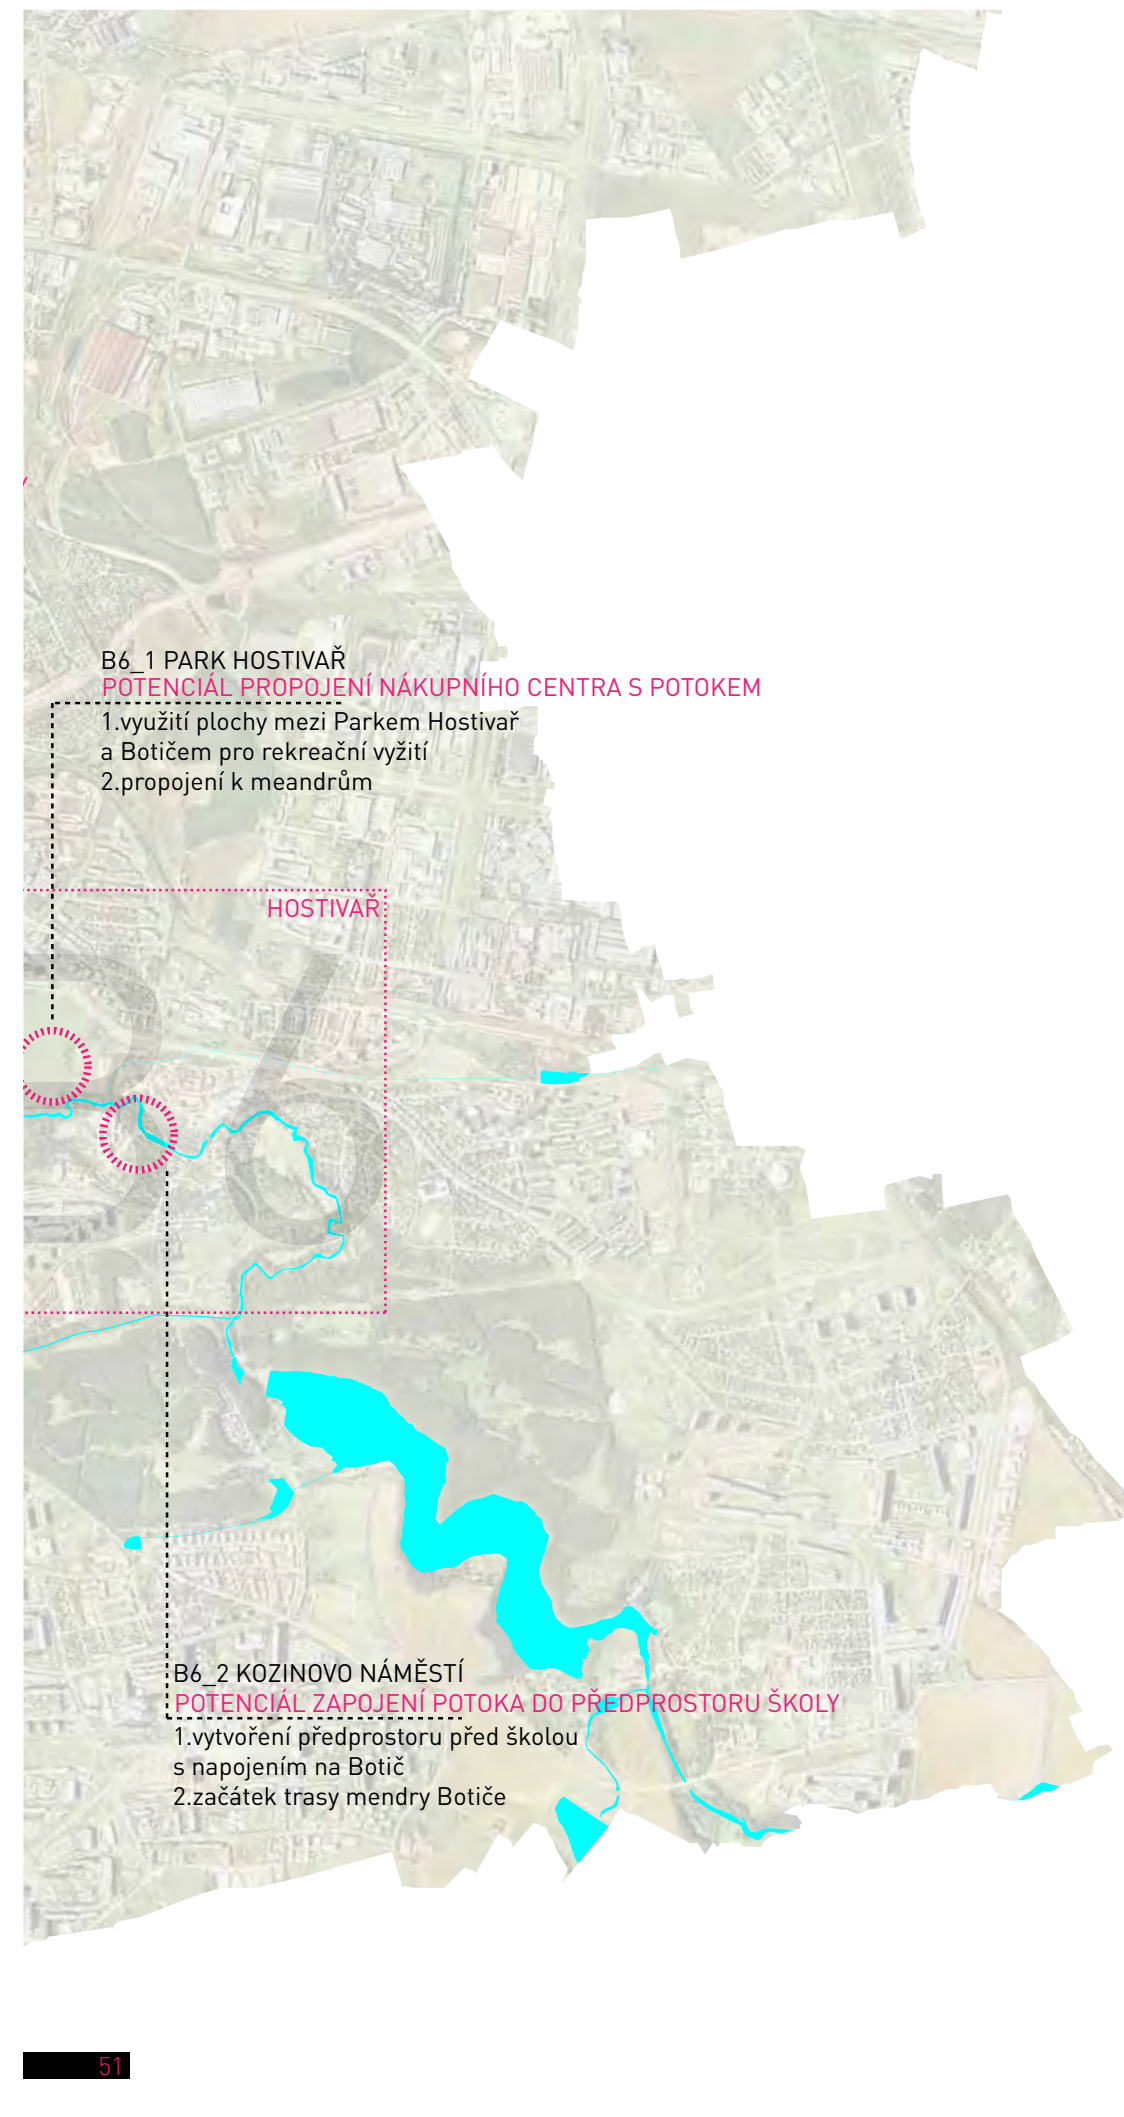 B6_1 PARK HOSTIVAŘ
POTENCIÁL PROPOJENÍ NÁKUPNÍHO CENTRA S POTOKEM
1.využití plochy mezi Parkem Hostivař
a Botičem pro rekreační vyžití
2.propojení k meandrům
HOSTIVAŘ
B6
B6_2 KOZINOVO NÁMĚSTÍ
POTENCIÁL ZAPOJENÍ POTOKA DO PŘEDPROSTORU ŠKOLY
1.vytvoření předprostoru před školou
s napojením na Botič
2.začátek trasy mendry Botiče
51